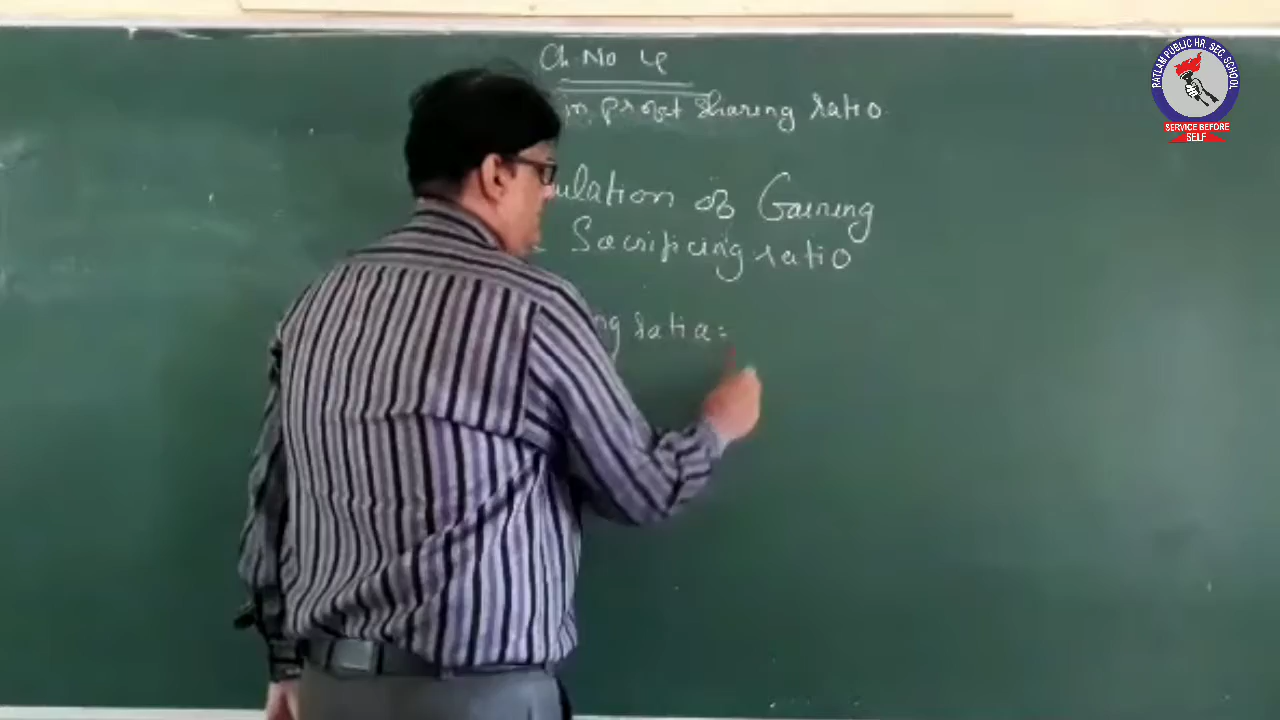 Ch. No 4
in profit sharing ratio
ulation of Gaining
Sacrificing ratio
ng ratio =
RATLAM PUBLIC HR. SEC. SCHOOL
SERVICE BEFORE
SELF